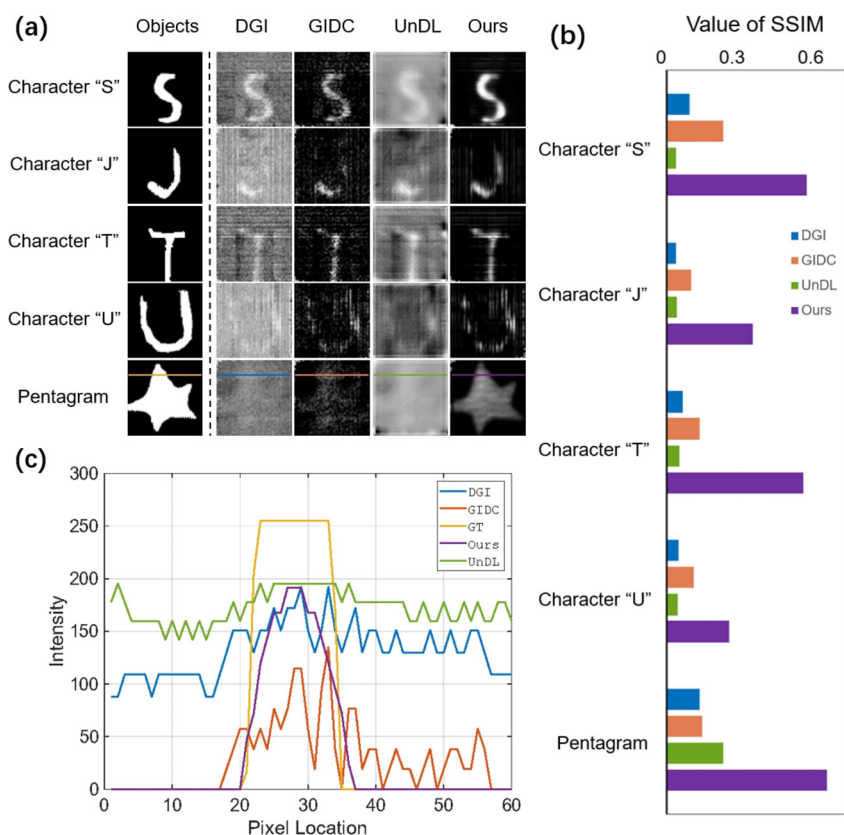 (a)
Objects DGI GIDC UnDL Ours
Character “S”
Character “J”
Character “T”
Character “U”
Pentagram
(b)
Value of SSIM
0 0.3 0.6
Character “S”
DGI
GIDC
UnDL
Ours
Character “J”
Character “T”
Character “U”
Pentagram
(c)
300
250
200
150
100
50
0
Intensity
DGI
GIDC
GT
Ours
UnDL
0 10 20 30 40 50 60
Pixel Location